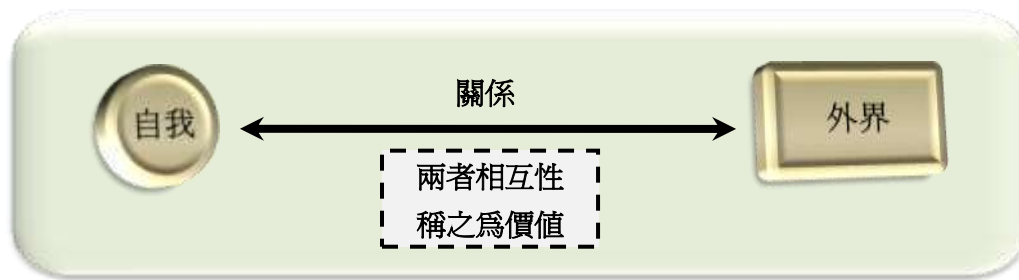 關係
自我
外界
兩者相互性
稱之爲價值